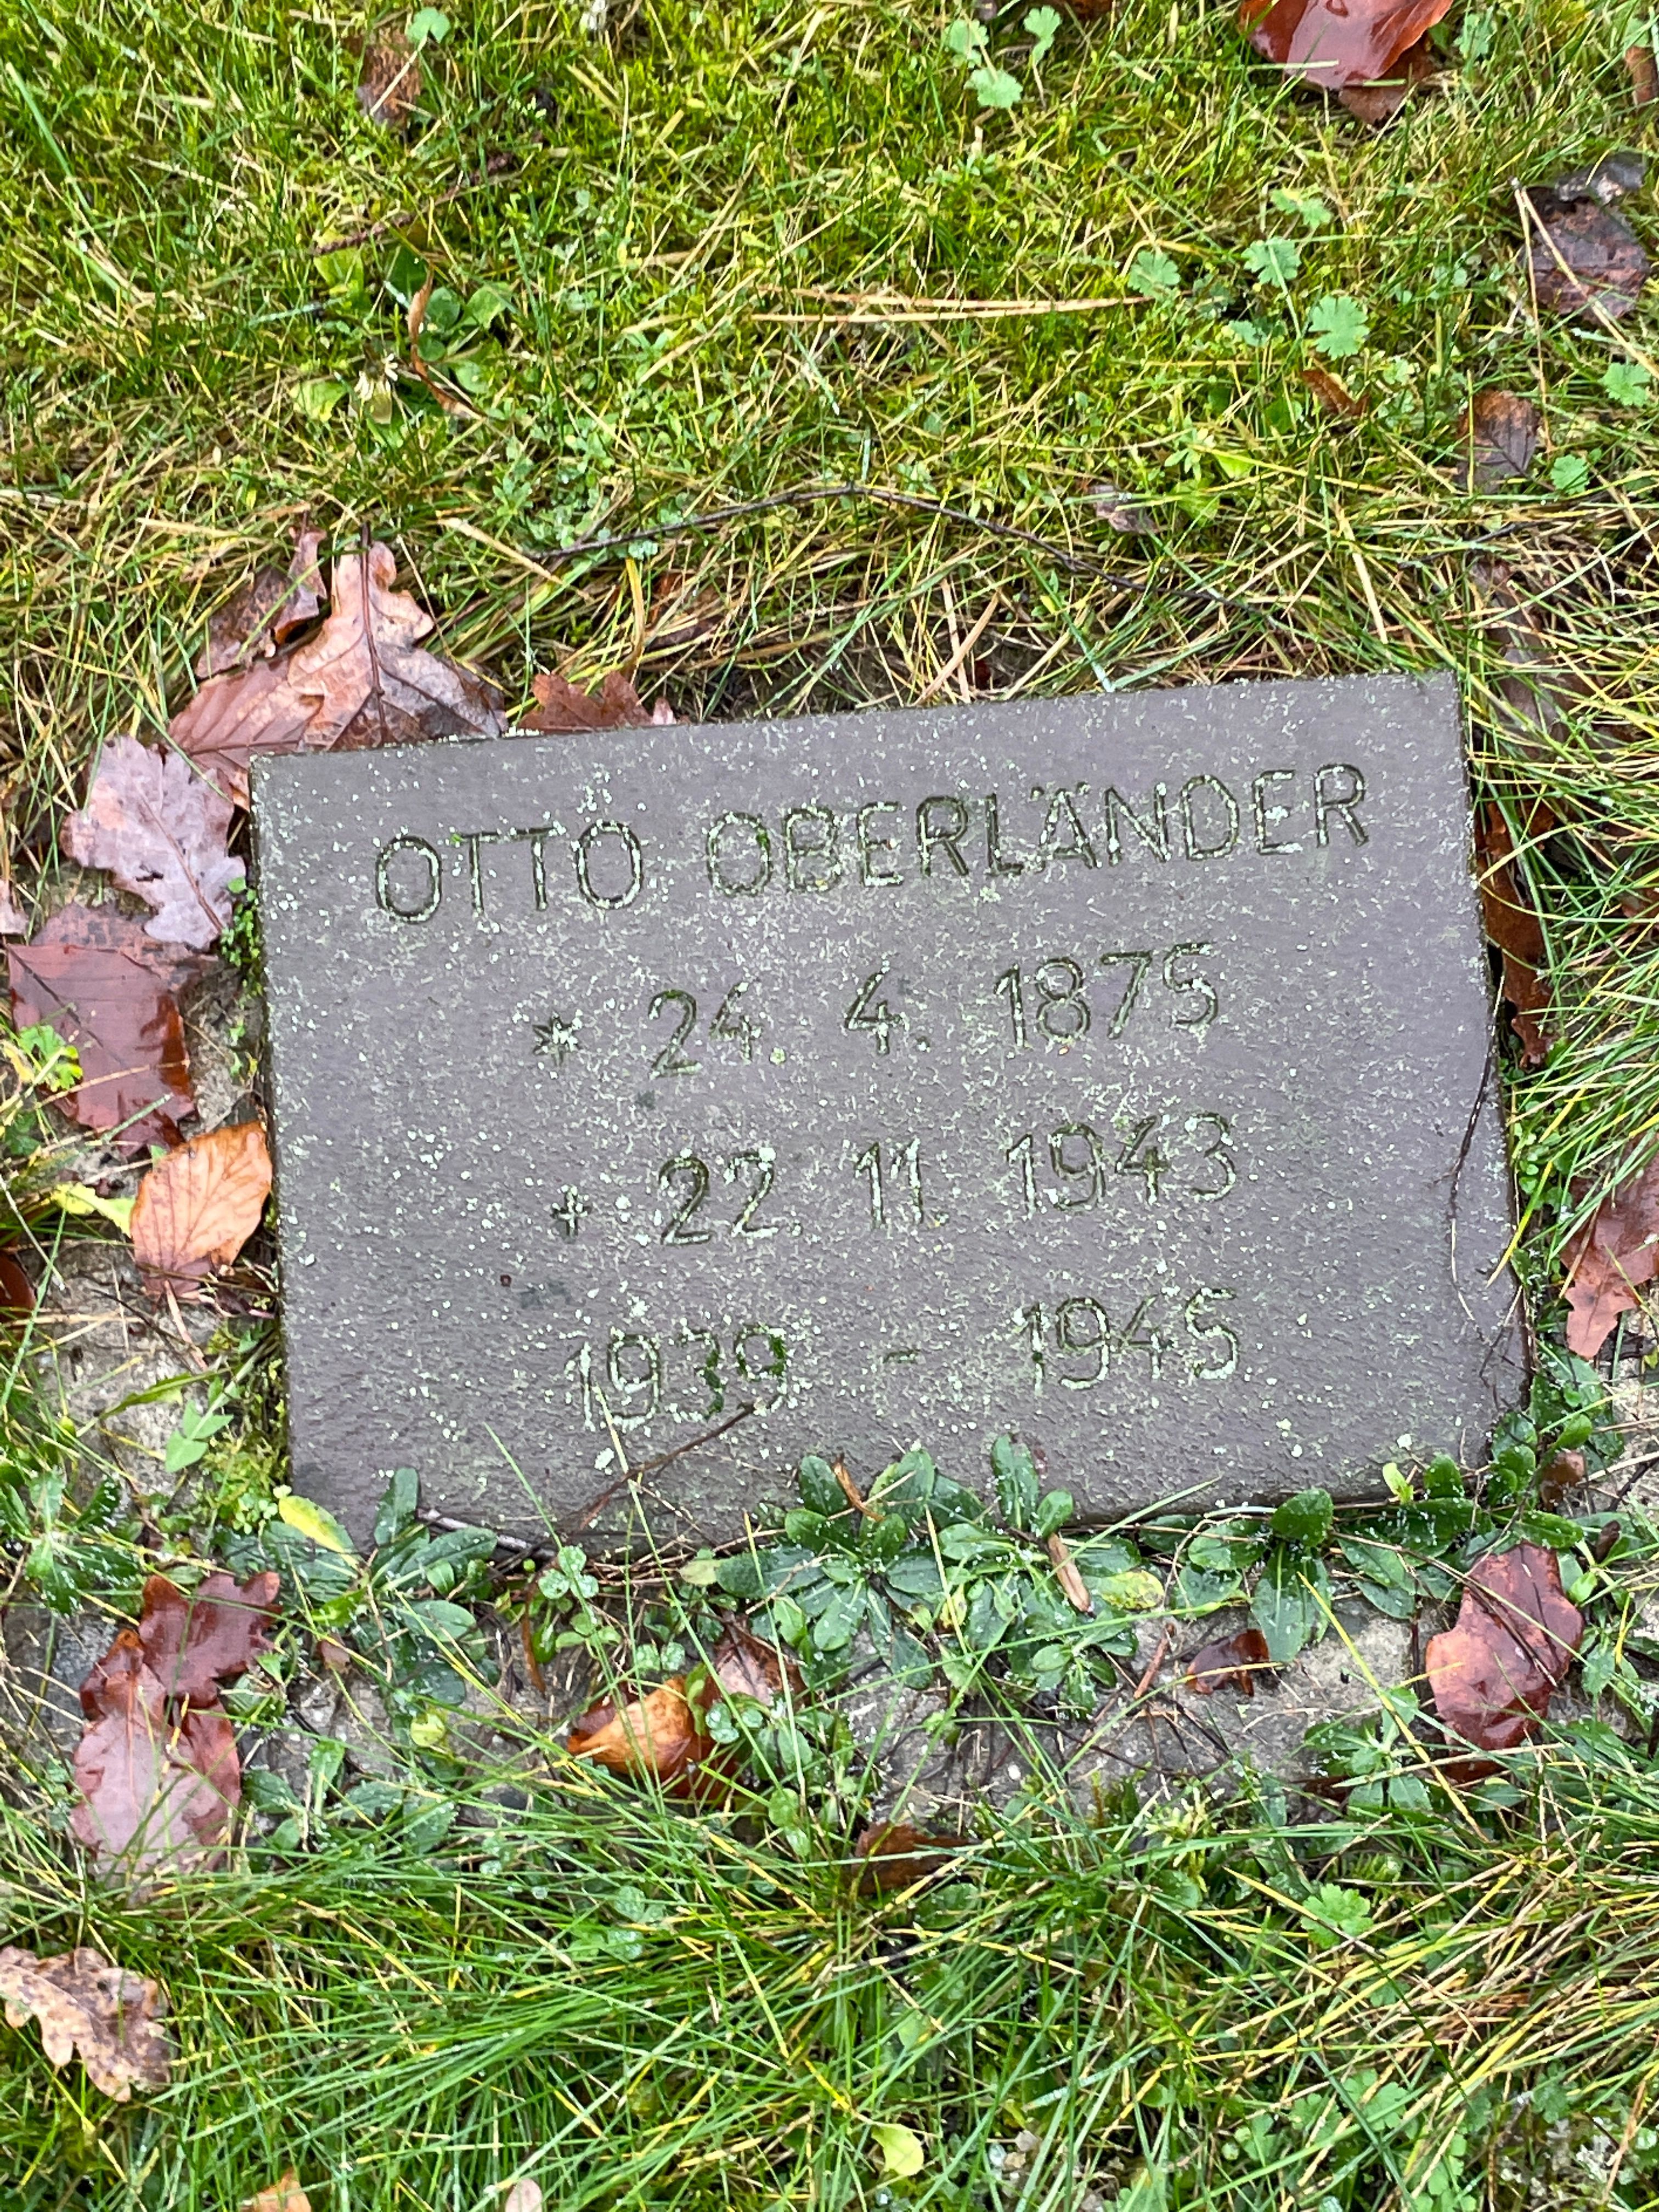 OTTO OBERLÄNDER
* 24. 4. 1875
+ 22. 11. 1943
1939 - 1945